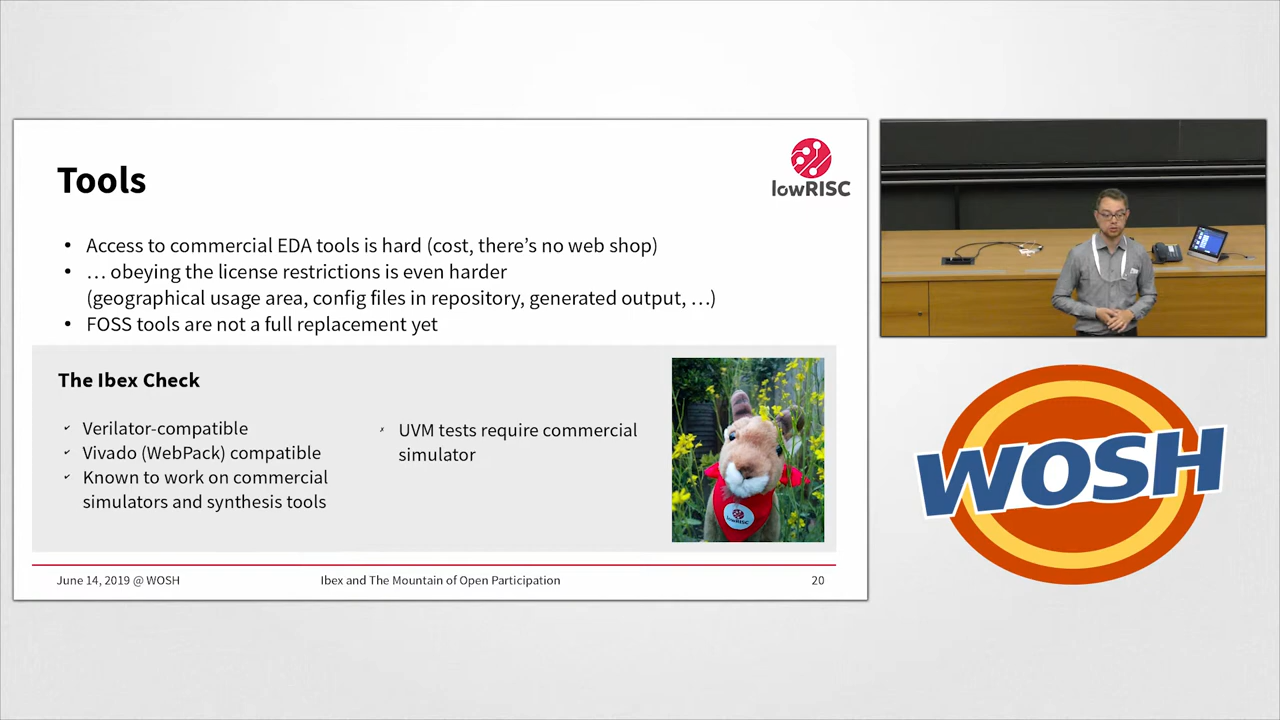 Tools
lowRISC
• Access to commercial EDA tools is hard (cost, there’s no web shop)
• … obeying the license restrictions is even harder
(geographical usage area, config files in repository, generated output, …)
• FOSS tools are not a full replacement yet
The Ibex Check
✓ Verilator-compatible
✓ Vivado (WebPack) compatible
✓ Known to work on commercial
simulators and synthesis tools
✗ UVM tests require commercial
simulator
lowRISC
June 14, 2019 @ WOSH
Ibex and The Mountain of Open Participation
20
WOSH